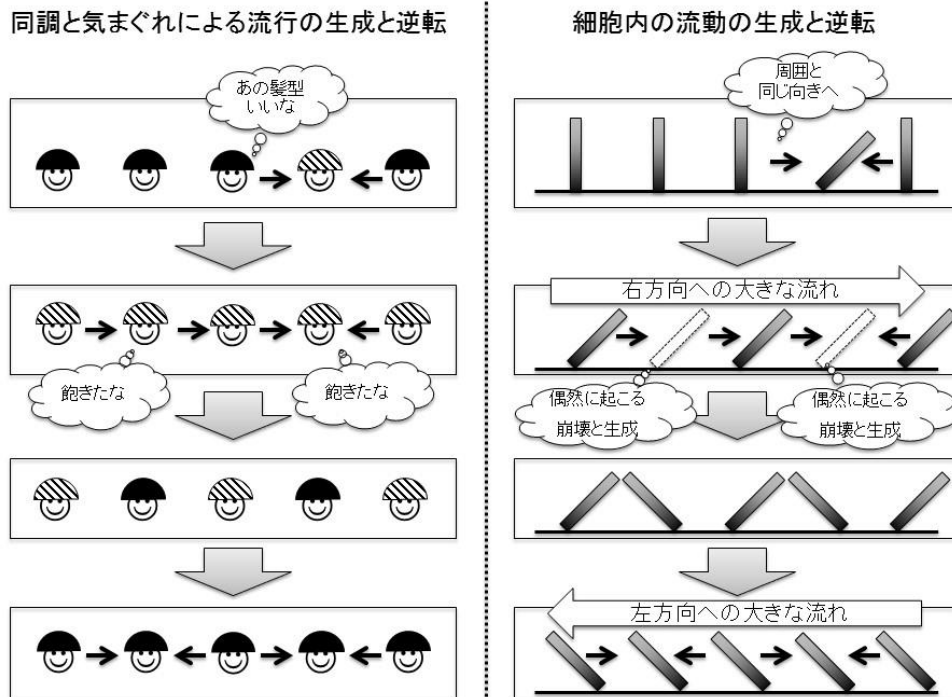 同調と気まぐれによる流行の生成と逆転
あの髪型
いいな
飽きたな
飽きたな
細胞内の流動の生成と逆転
周囲と
同じ向きへ
右方向への大きな流れ
偶然に起こる
崩壊と生成
偶然に起こる
崩壊と生成
左方向への大きな流れ